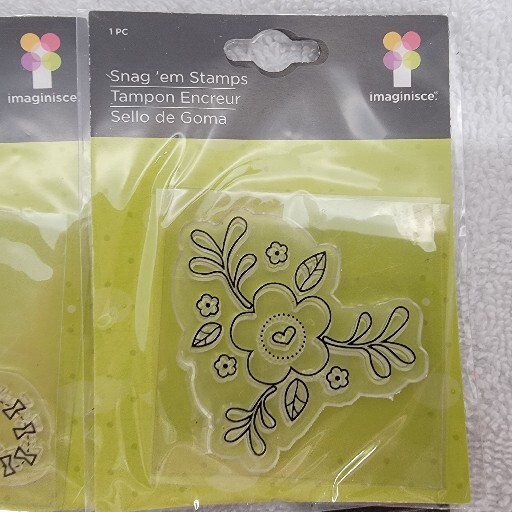 imaginisce
1 PC
Snag 'em Stamps
Tampon Encreur
Sello de Goma
imaginisce